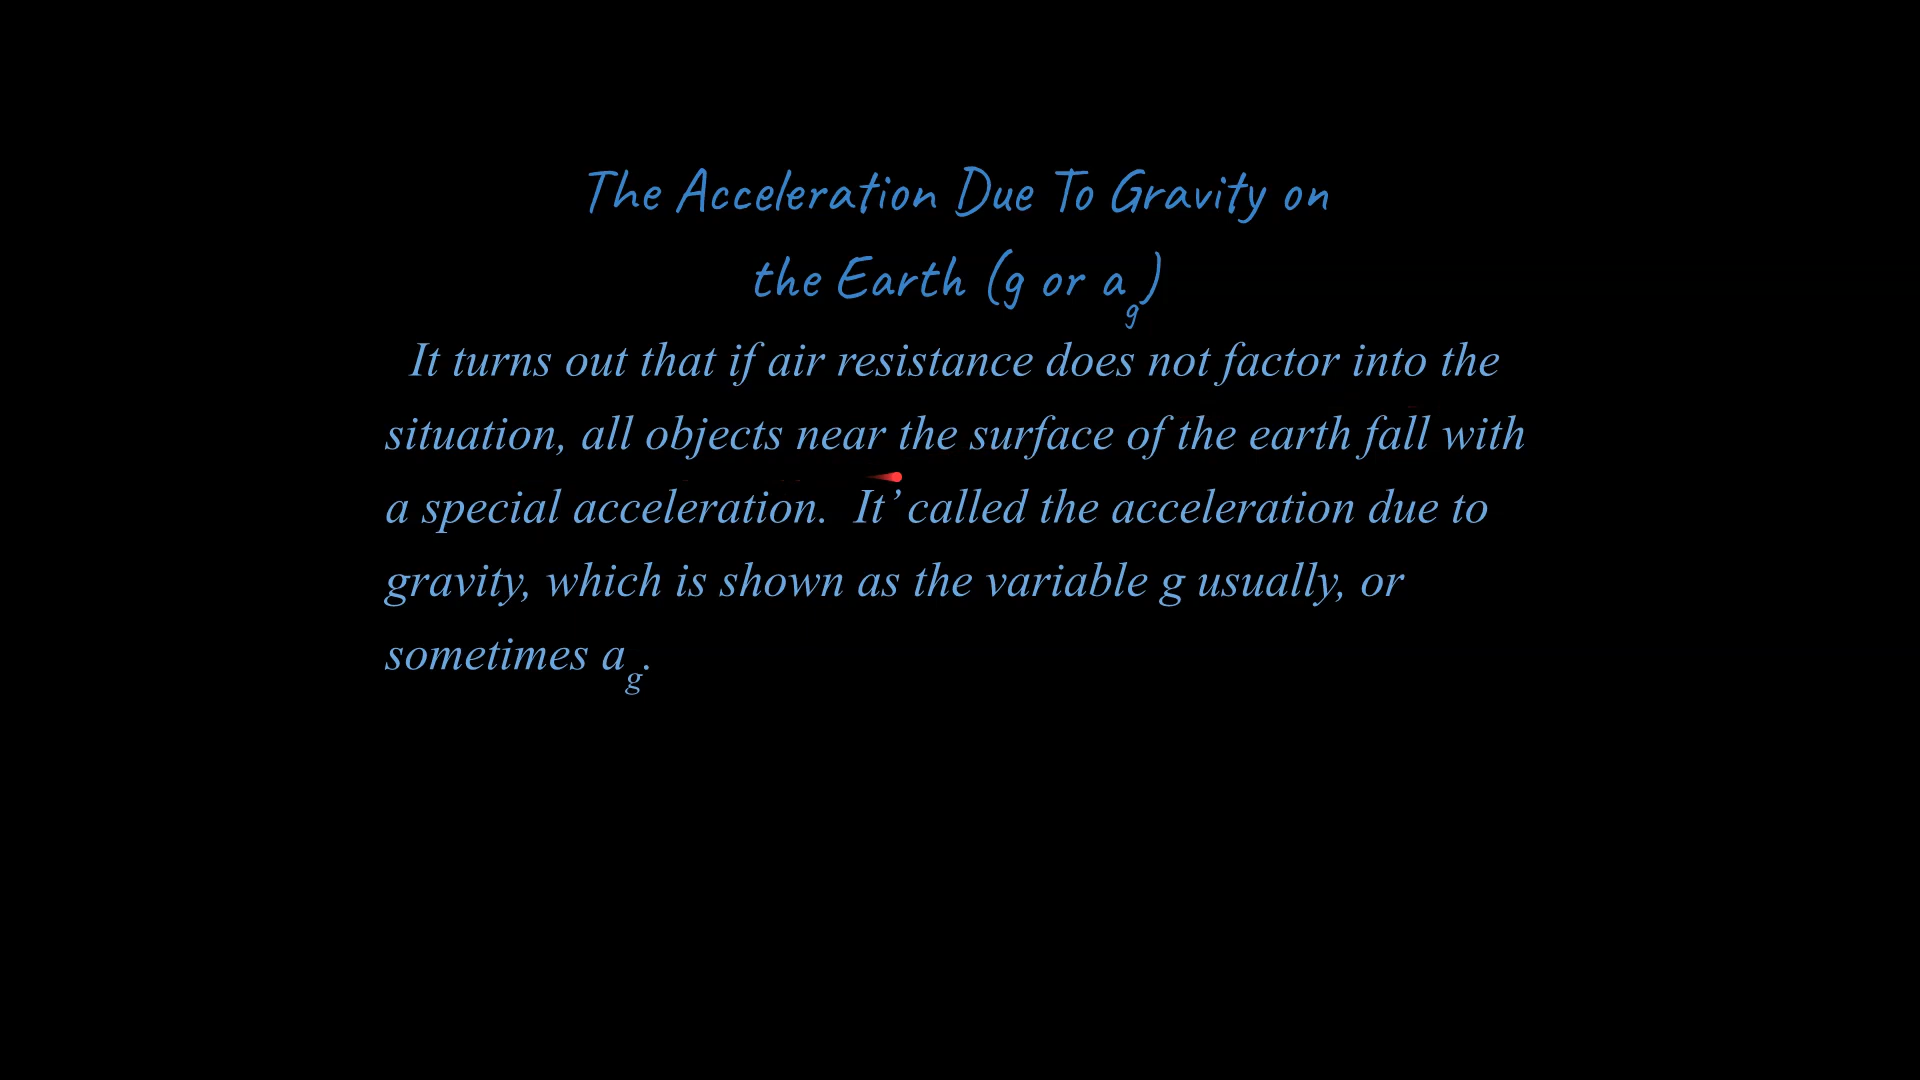 The Acceleration Due To Gravity on
the Earth (g or ag)
It turns out that if air resistance does not factor into the
situation, all objects near the surface of the earth fall with
a special acceleration.  It’ called the acceleration due to
gravity, which is shown as the variable g usually, or
sometimes ag.